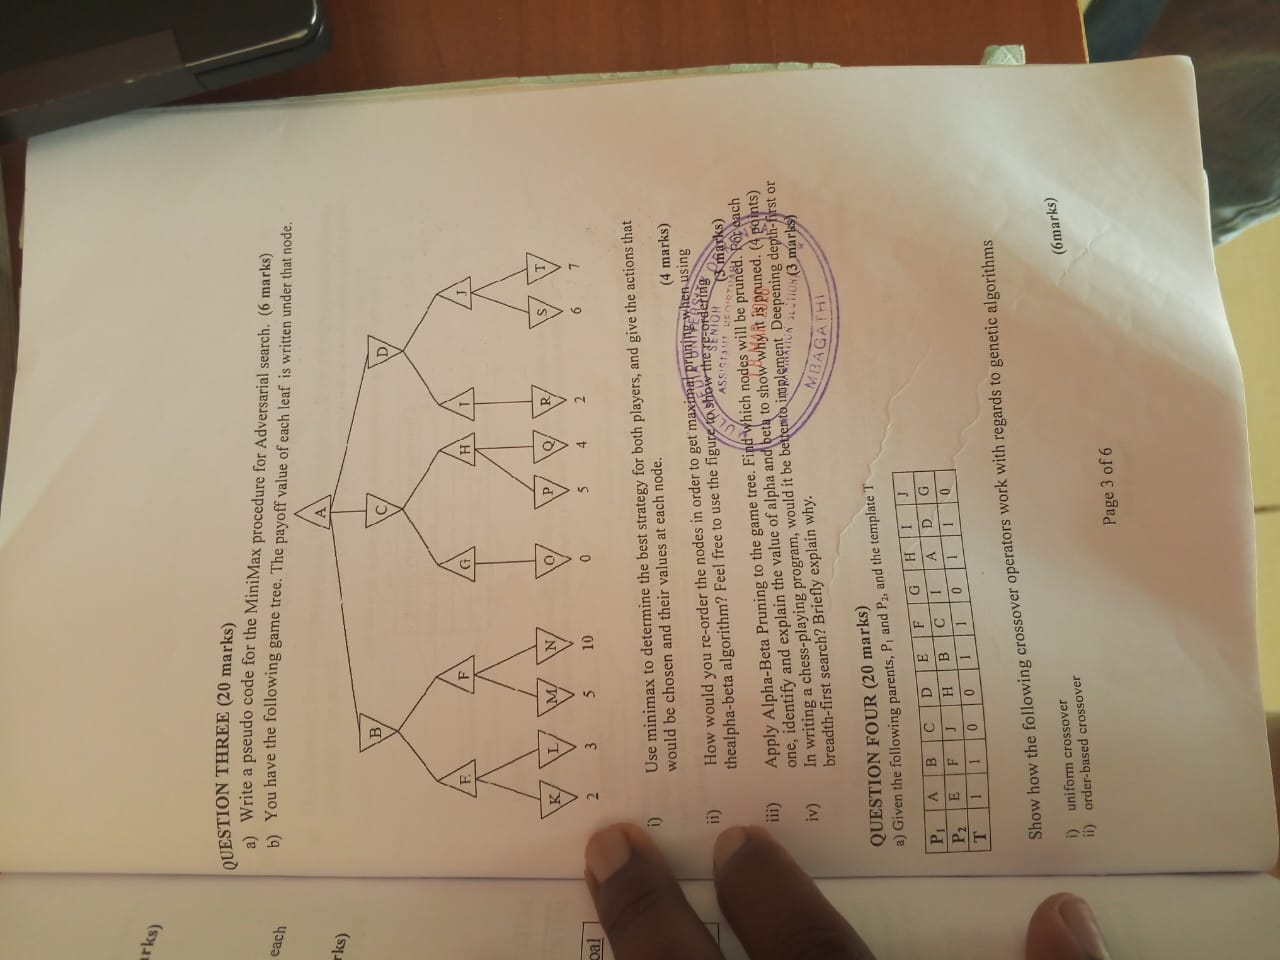 arks)
each
rks)
oal
QUESTION THREE (20 marks)
a) Write a pseudo code for the MiniMax procedure for Adversarial search. (6 marks)
b) You have the following game tree. The payoff value of each leaf is written under that node.
A
B C D
E F G H I J
K L M N O P Q R S T
2 3 5 10 0 5 4 2 6 7
i) Use minimax to determine the best strategy for both players, and give the actions that
would be chosen and their values at each node. (4 marks)
ii) How would you re-order the nodes in order to get maximal pruning when using
thealpha-beta algorithm? Feel free to use the figure to show the re-ordering (3 marks)
iii) Apply Alpha-Beta Pruning to the game tree. Find which nodes will be pruned. For each
one, identify and explain the value of alpha and beta to show why it is pruned. (4 points)
iv) In writing a chess-playing program, would it be better to implement Deepening depth-first or
breadth-first search? Briefly explain why. (3 marks)
MULTIMEDIA UNIVERSITY OF
SENIOR
ASSISTANT
MAR
SECTION
MBAGATHI
QUESTION FOUR (20 marks)
a) Given the following parents, P1 and P2, and the template T
P1 A B C D E F G H I J
P2 E F J H B C I A D G
T 1 1 0 0 1 1 0 1 1 0
Show how the following crossover operators work with regards to genetic algorithms
i) uniform crossover
ii) order-based crossover
(6marks)
Page 3 of 6